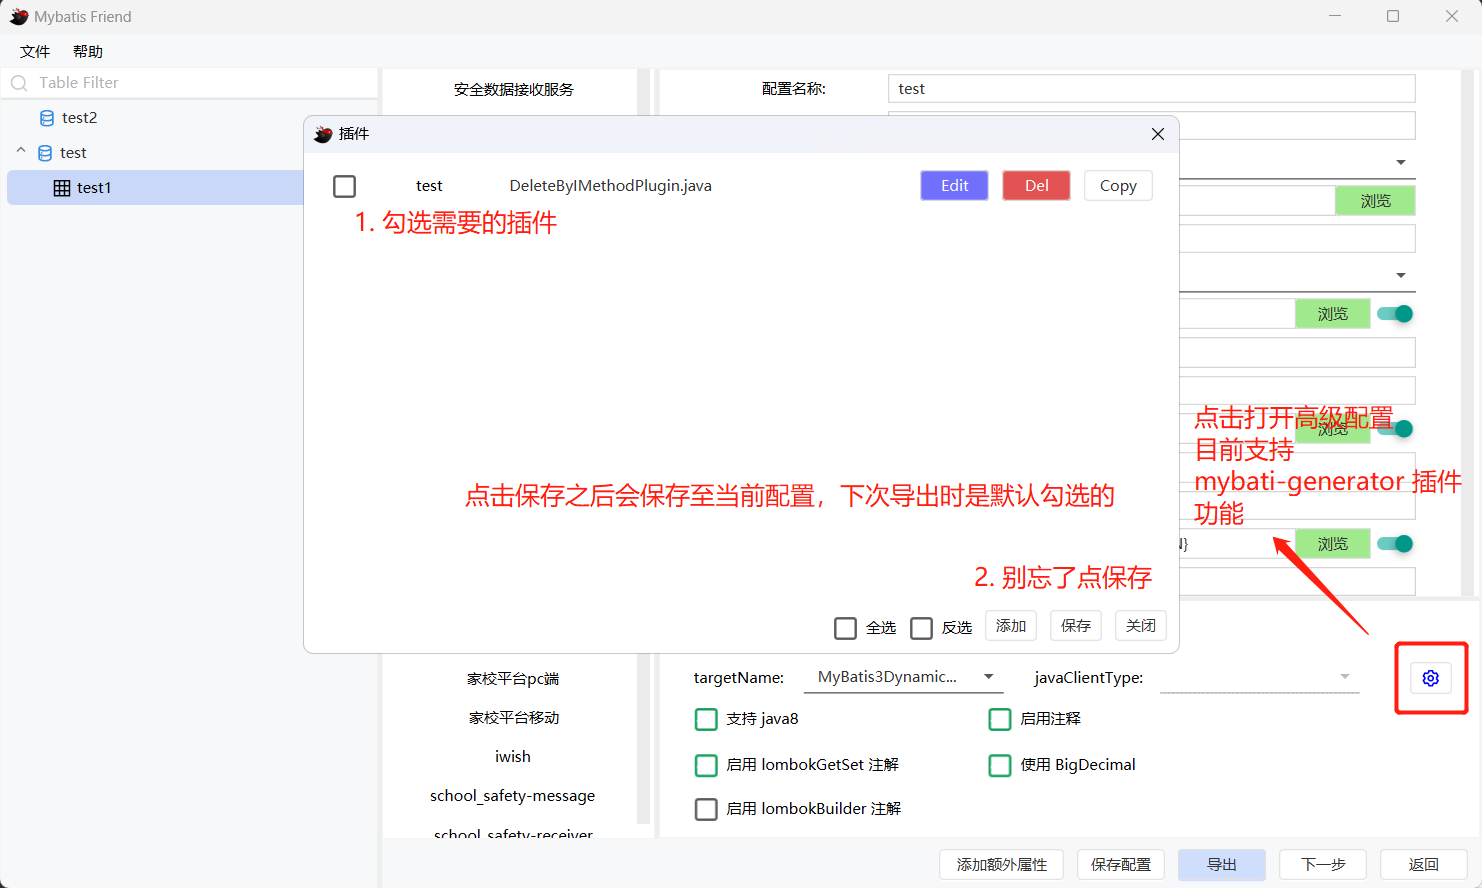 Mybatis Friend
文件 帮助
Table Filter
test2
test
test1
安全数据接收服务
配置名称:
test
插件
test
DeleteByIMethodPlugin.java
Edit
Del
Copy
1. 勾选需要的插件
点击保存之后会保存至当前配置，下次导出时是默认勾选的
2. 别忘了点保存
全选
反选
添加
保存
关闭
浏览
浏览
浏览
点击打开高级配置
目前支持
mybati-generator 插件
功能
N}
浏览
家校平台pc端
家校平台移动
iwish
school_safety-message
school_safety-receiver
targetName:
MyBatis3Dynamic...
javaClientType:
支持 java8
启用注释
启用 lombokGetSet 注解
使用 BigDecimal
启用 lombokBuilder 注解
添加额外属性
保存配置
导出
下一步
返回